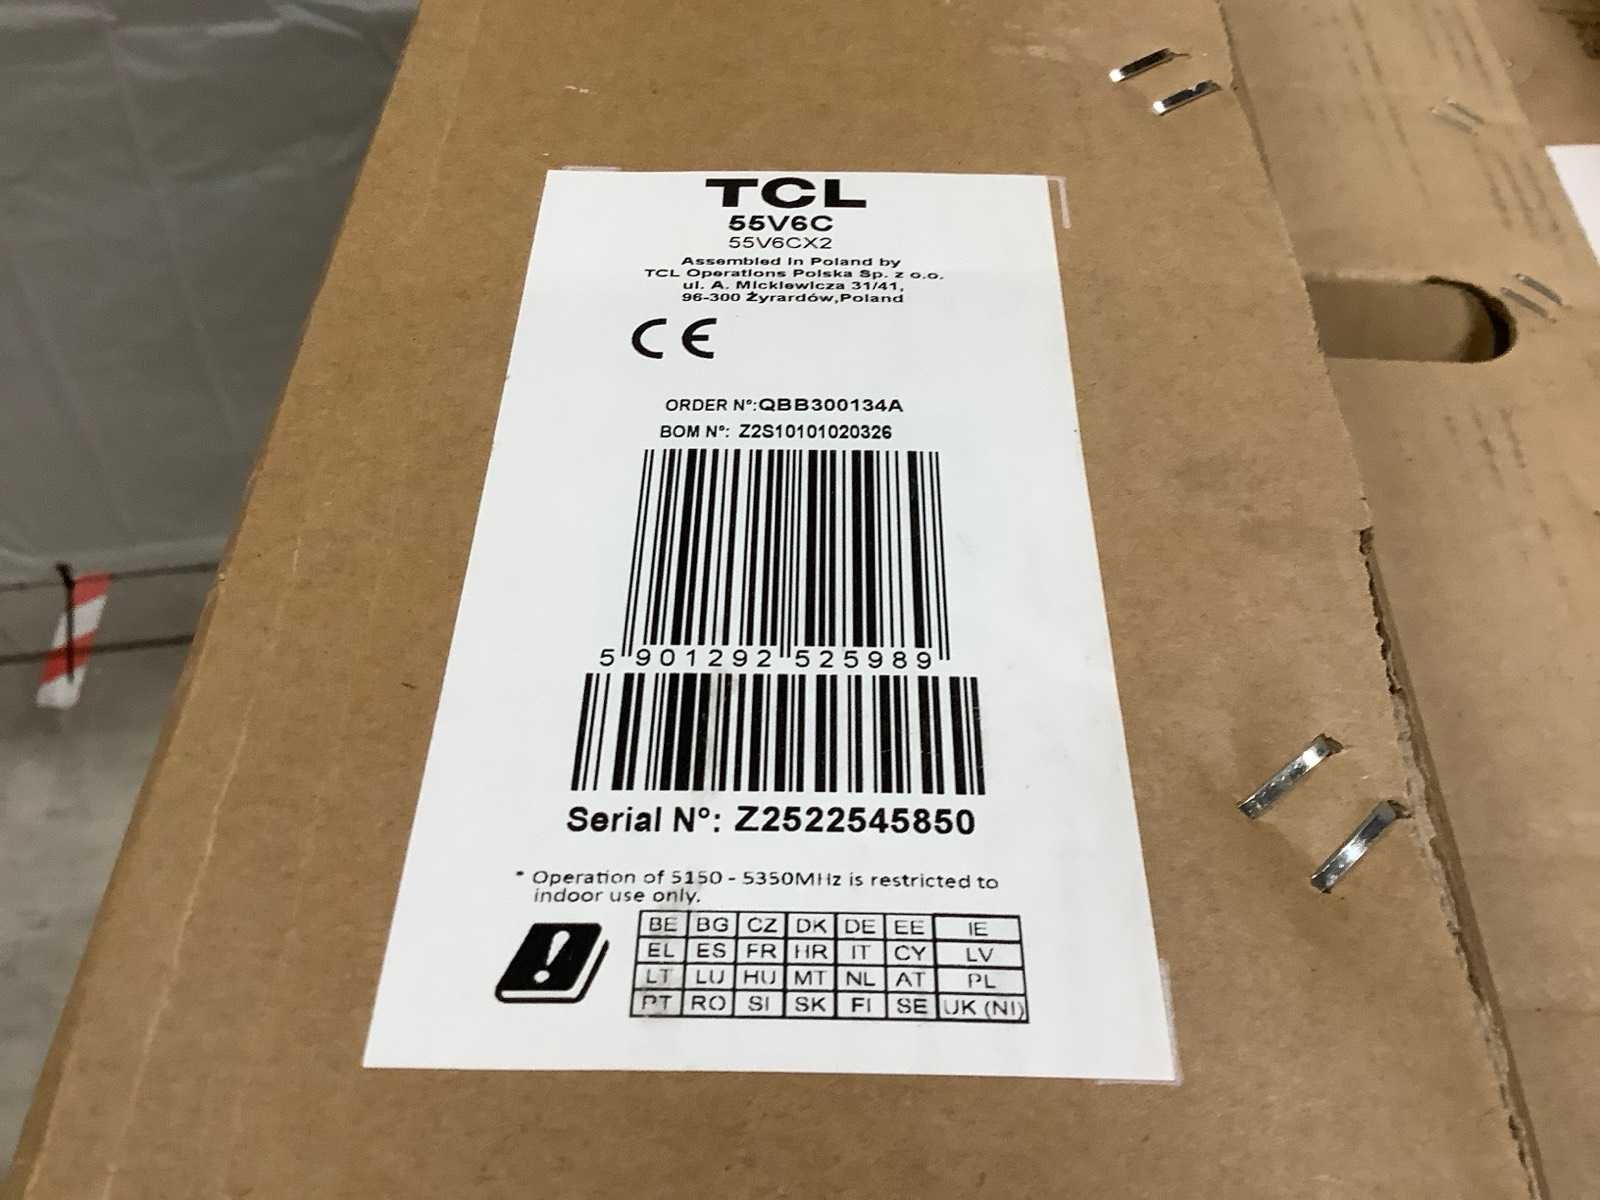 TCL
55V6C
55V6CX2
Assembled in Poland by
TCL Operations Polska Sp. z o.o.
ul. A. Mickiewicza 31/41,
96-300 Żyrardów,Poland
CE
ORDER N°:QBB300134A
BOM N°: Z2S10101020326
5 901292 525989
Serial N°: Z2522545850
* Operation of 5150 - 5350MHz is restricted to
indoor use only.
BE BG CZ DK DE EE IE
EL ES FR HR IT CY LV
LT LU HU MT NL AT PL
PT RO SI SK FI SE UK (NI)